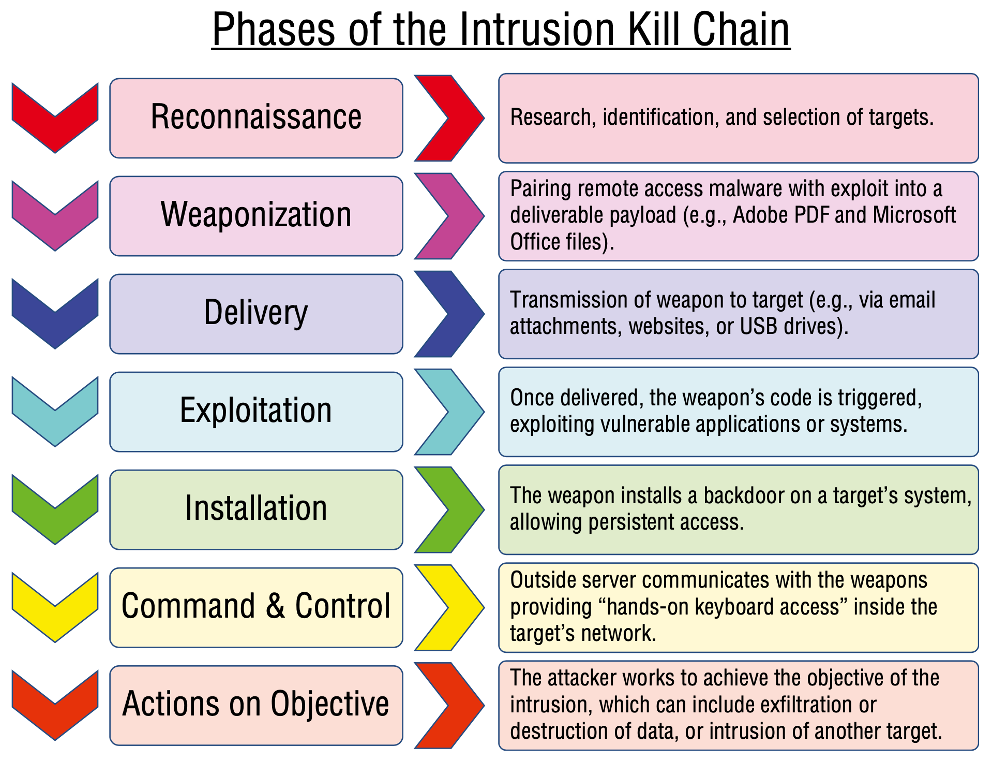 Phases of the Intrusion Kill Chain
Reconnaissance
Research, identification, and selection of targets.
Weaponization
Pairing remote access malware with exploit into a
deliverable payload (e.g., Adobe PDF and Microsoft
Office files).
Delivery
Transmission of weapon to target (e.g., via email
attachments, websites, or USB drives).
Exploitation
Once delivered, the weapon’s code is triggered,
exploiting vulnerable applications or systems.
Installation
The weapon installs a backdoor on a target’s system,
allowing persistent access.
Command & Control
Outside server communicates with the weapons
providing “hands-on keyboard access” inside the
target’s network.
Actions on Objective
The attacker works to achieve the objective of the
intrusion, which can include exfiltration or
destruction of data, or intrusion of another target.